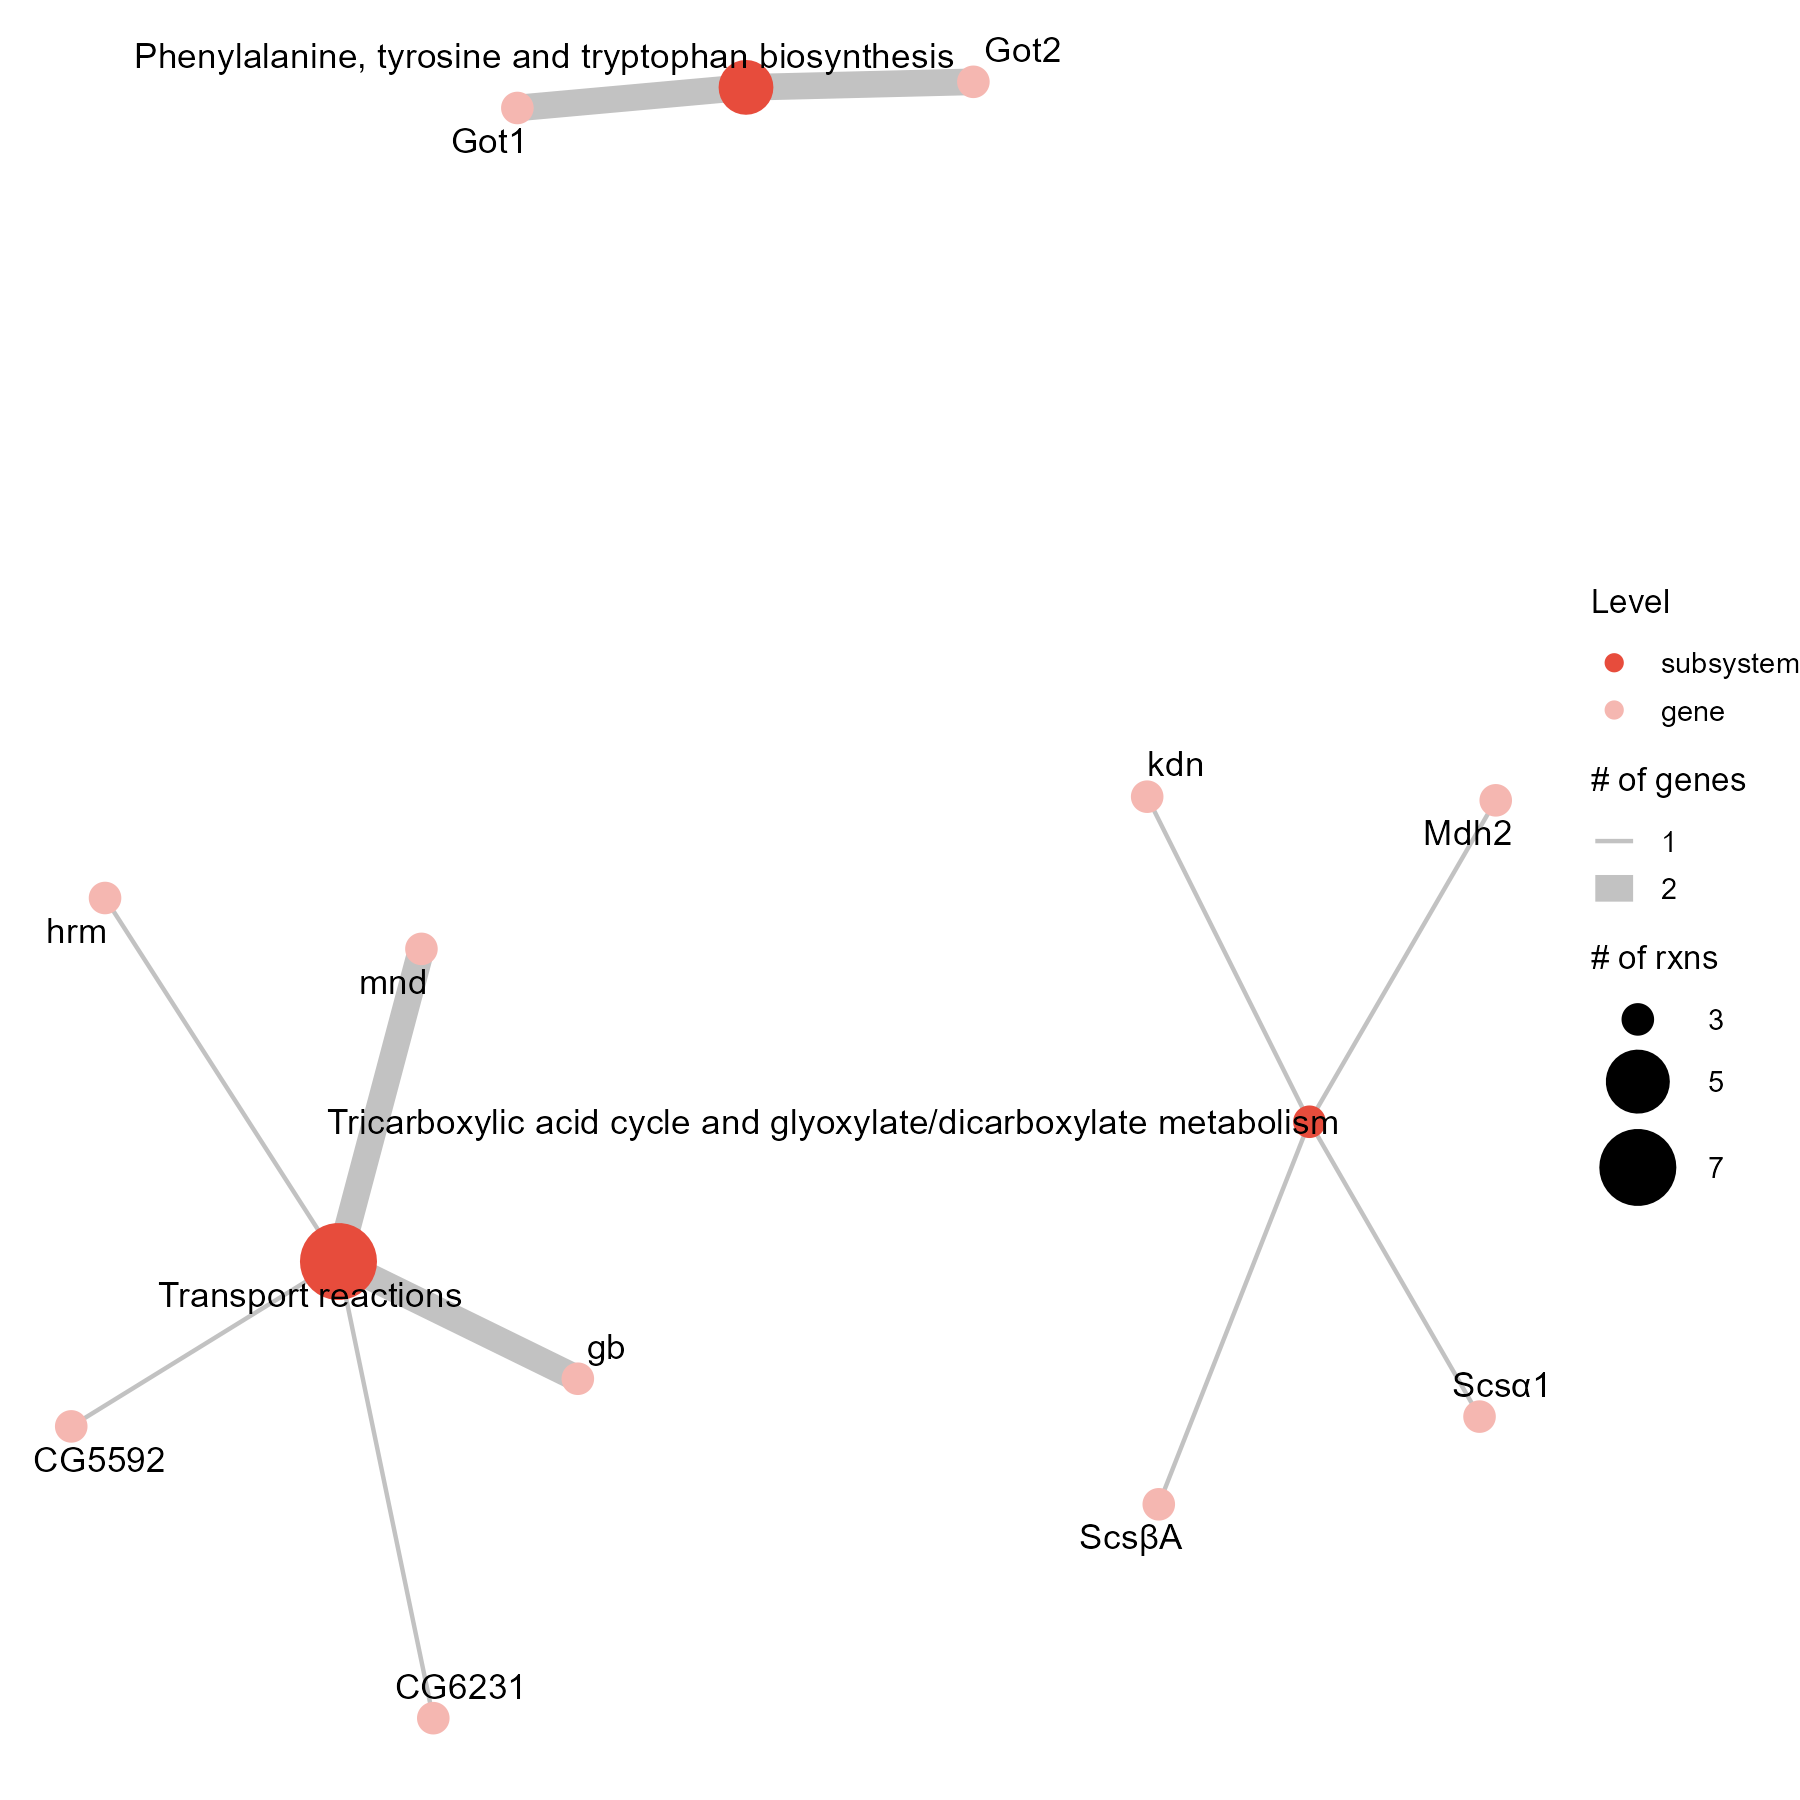 Phenylalanine, tyrosine and tryptophan biosynthesis
Got2
Got1
Level
subsystem
gene
# of genes
1
2
# of rxns
3
5
7
kdn
Mdh2
hrm
mnd
Tricarboxylic acid cycle and glyoxylate/dicarboxylate metabolism
Transport reactions
gb
Scsα1
CG5592
ScsβA
CG6231